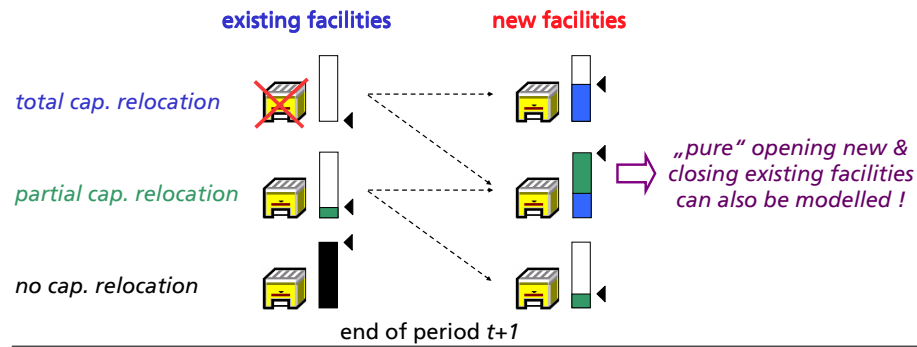 existing facilities
new facilities
total cap. relocation
partial cap. relocation
„pure“ opening new &
closing existing facilities
can also be modelled !
no cap. relocation
end of period t+1